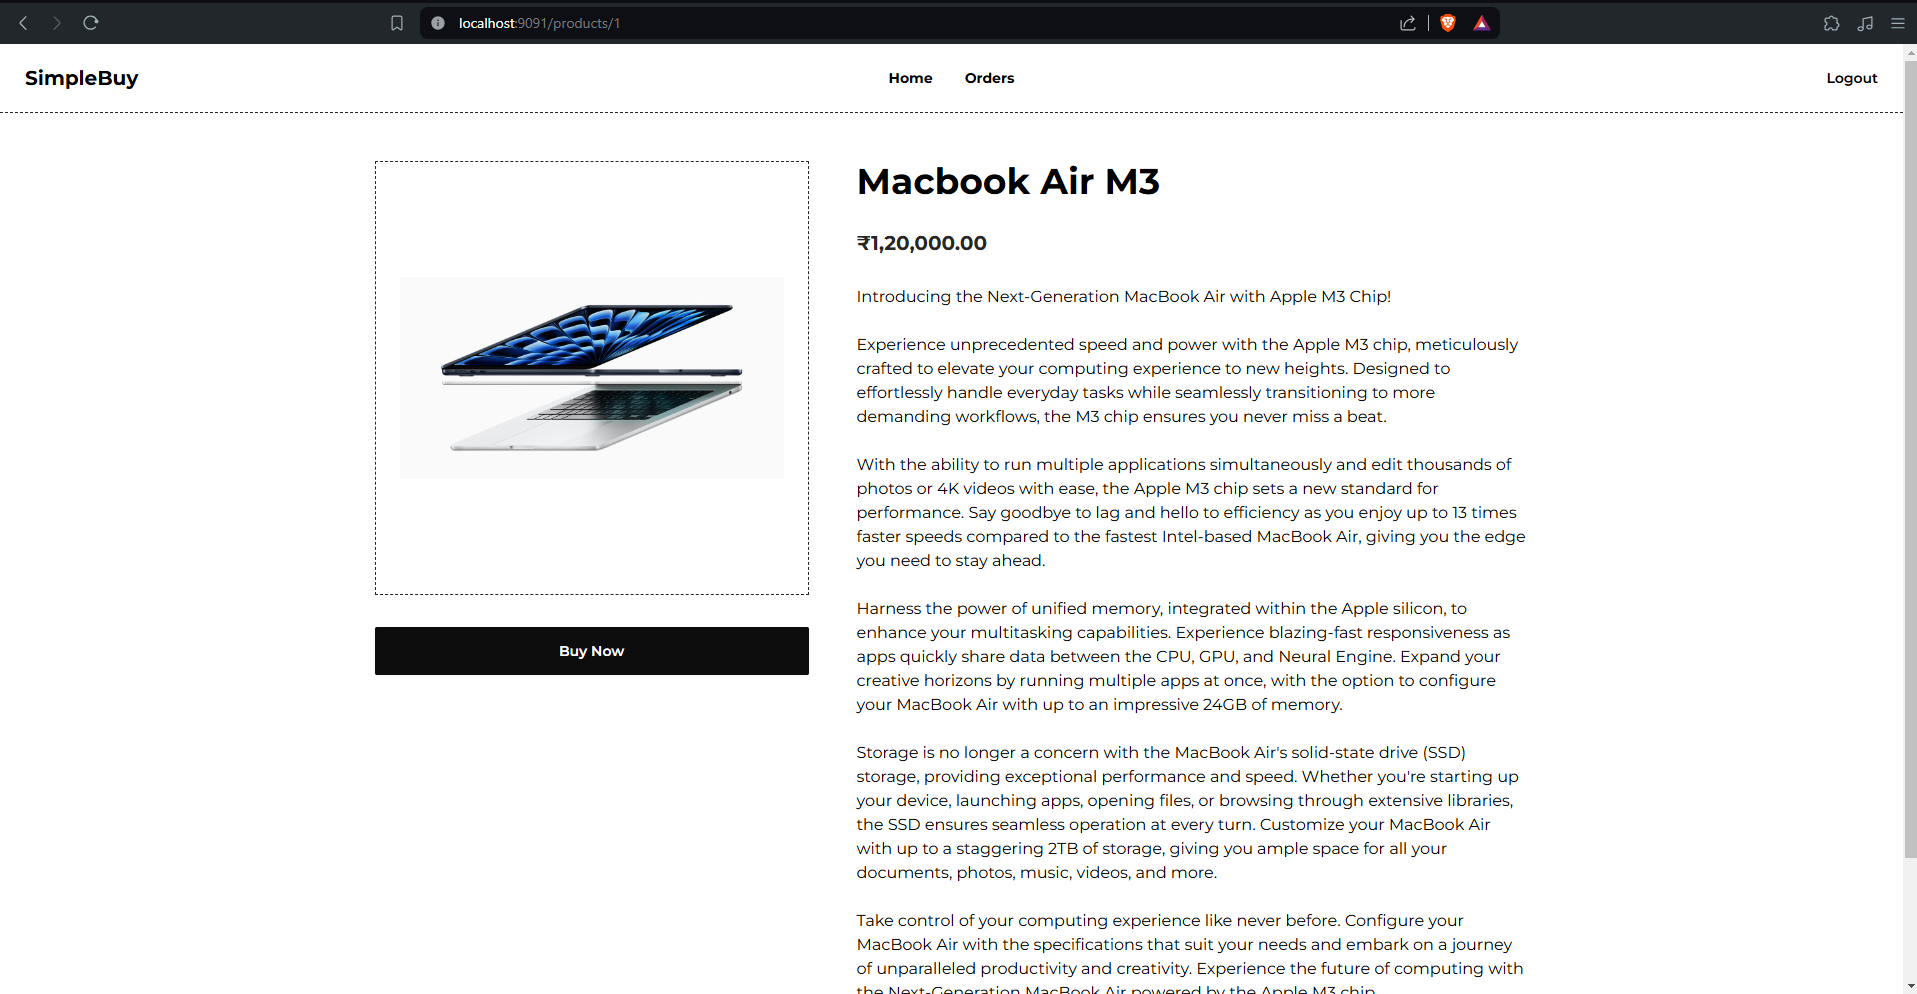 localhost:9091/products/1
SimpleBuy
Home
Orders
Logout
Macbook Air M3
₹1,20,000.00
Introducing the Next-Generation MacBook Air with Apple M3 Chip!
Experience unprecedented speed and power with the Apple M3 chip, meticulously
crafted to elevate your computing experience to new heights. Designed to
effortlessly handle everyday tasks while seamlessly transitioning to more
demanding workflows, the M3 chip ensures you never miss a beat.
With the ability to run multiple applications simultaneously and edit thousands of
photos or 4K videos with ease, the Apple M3 chip sets a new standard for
performance. Say goodbye to lag and hello to efficiency as you enjoy up to 13 times
faster speeds compared to the fastest Intel-based MacBook Air, giving you the edge
you need to stay ahead.
Harness the power of unified memory, integrated within the Apple silicon, to
enhance your multitasking capabilities. Experience blazing-fast responsiveness as
apps quickly share data between the CPU, GPU, and Neural Engine. Expand your
creative horizons by running multiple apps at once, with the option to configure
your MacBook Air with up to an impressive 24GB of memory.
Storage is no longer a concern with the MacBook Air's solid-state drive (SSD)
storage, providing exceptional performance and speed. Whether you're starting up
your device, launching apps, opening files, or browsing through extensive libraries,
the SSD ensures seamless operation at every turn. Customize your MacBook Air
with up to a staggering 2TB of storage, giving you ample space for all your
documents, photos, music, videos, and more.
Take control of your computing experience like never before. Configure your
MacBook Air with the specifications that suit your needs and embark on a journey
of unparalleled productivity and creativity. Experience the future of computing with
the Next-Generation MacBook Air powered by the Apple M3 chip.
Buy Now